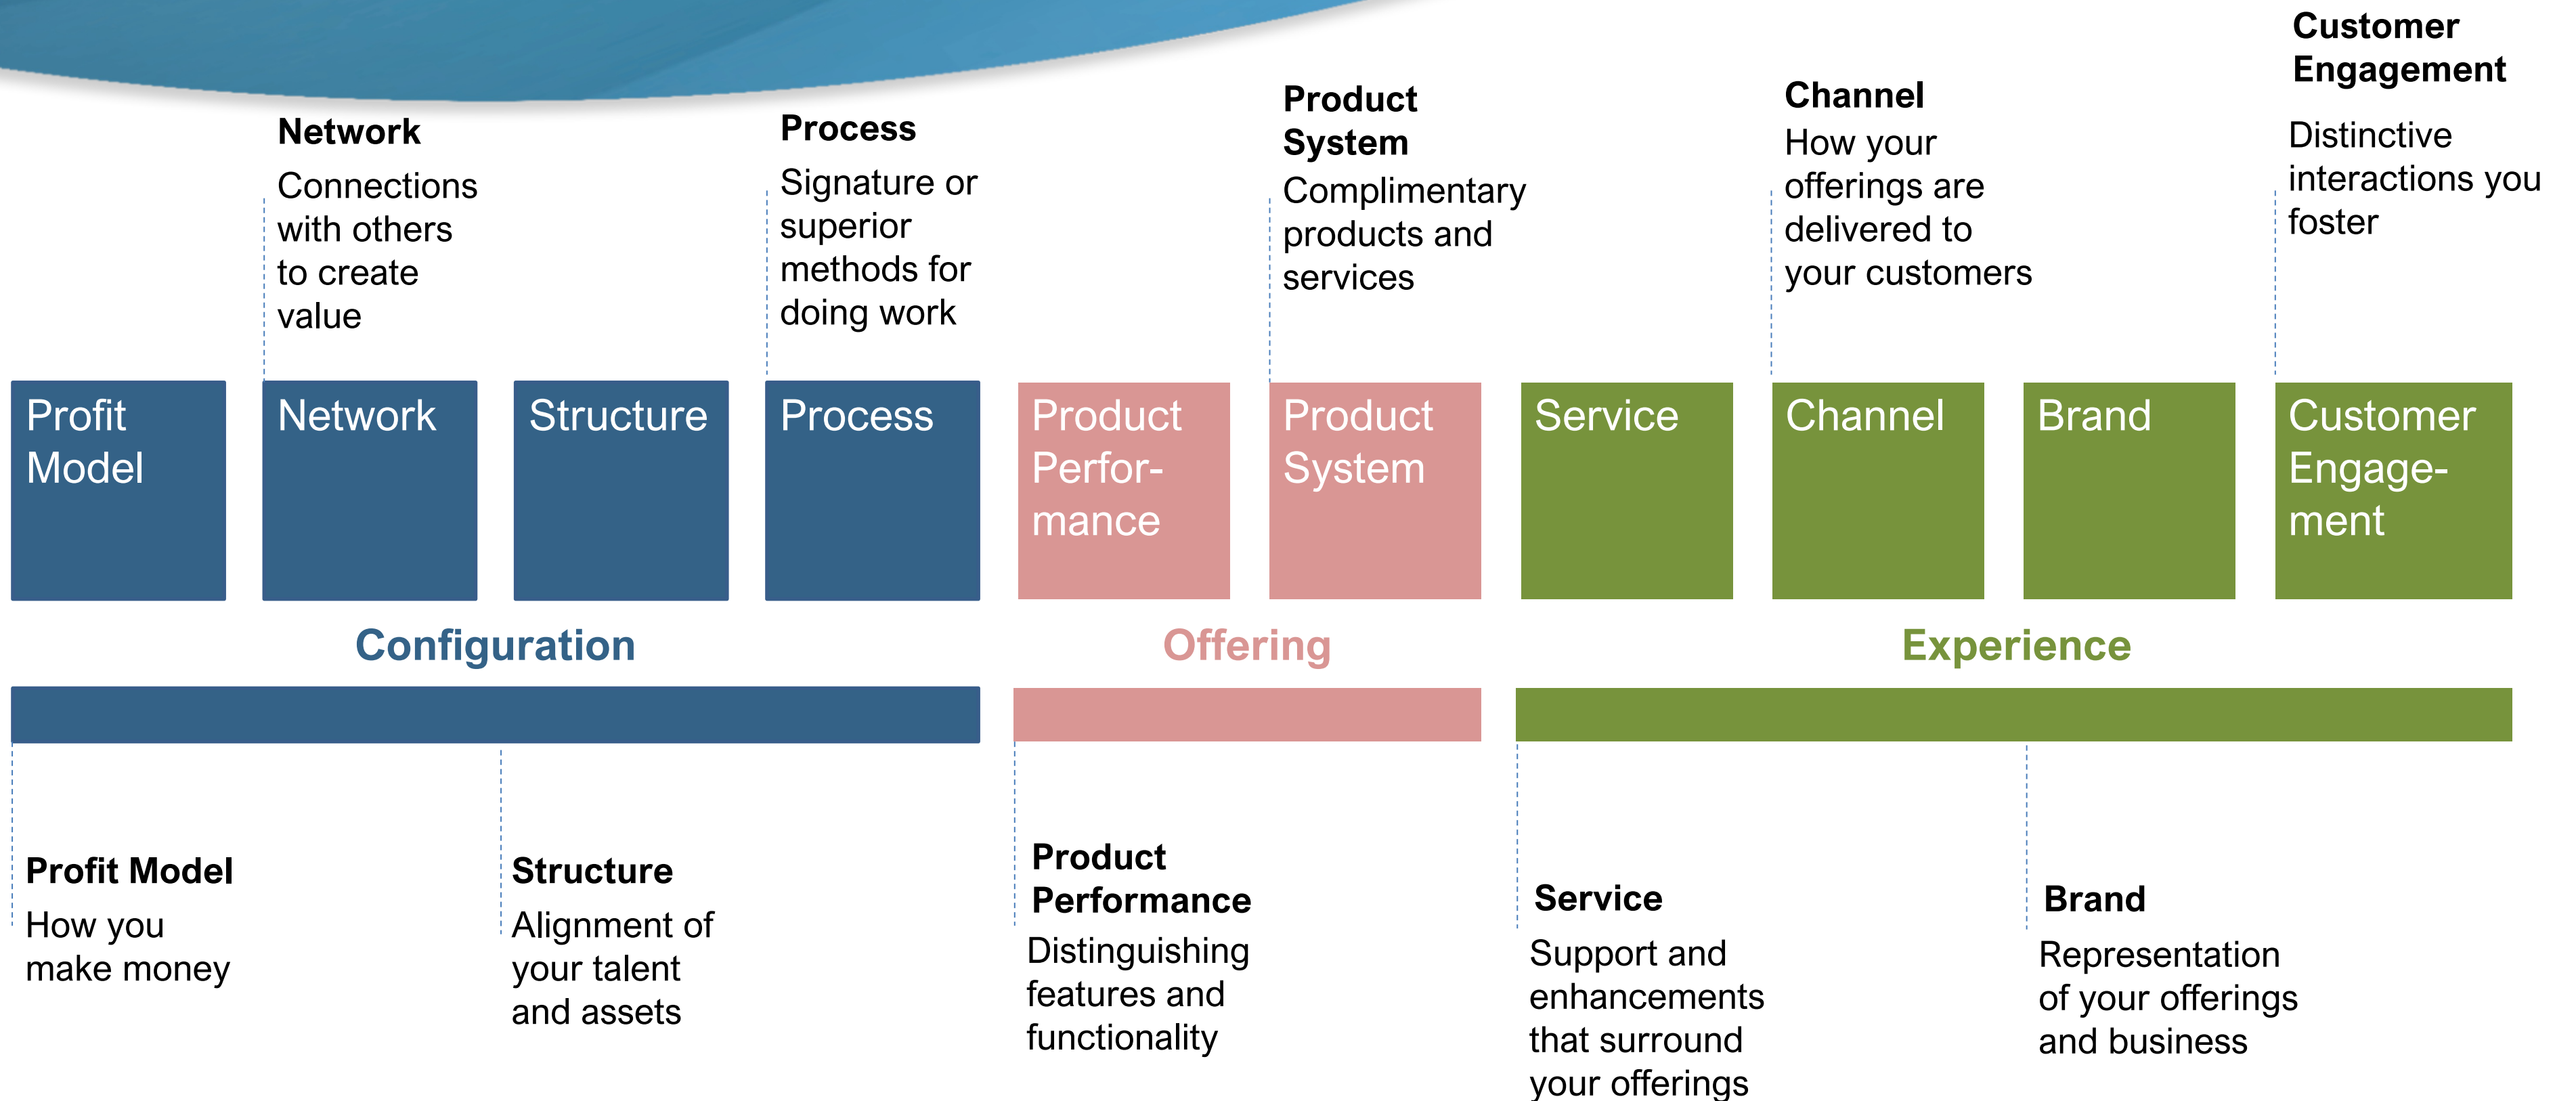 Customer
Engagement
Distinctive
interactions you
foster
Channel
How your
offerings are
delivered to
your customers
Product
System
Complimentary
products and
services
Process
Signature or
superior
methods for
doing work
Network
Connections
with others
to create
value
Profit
Model
Network
Structure
Process
Product
Perfor-
mance
Product
System
Service
Channel
Brand
Customer
Engage-
ment
Configuration
Offering
Experience
Profit Model
How you
make money
Structure
Alignment of
your talent
and assets
Product
Performance
Distinguishing
features and
functionality
Service
Support and
enhancements
that surround
your offerings
Brand
Representation
of your offerings
and business